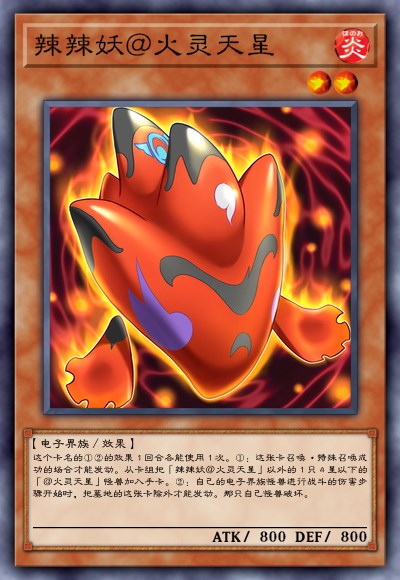 辣辣妖@火灵天星
炎
【电子界族／效果】
这个卡名的①②的效果1回合各能使用1次。①：这张卡召唤·特殊召唤成
功的场合才能发动。从卡组把「辣辣妖@火灵天星」以外的1只4星以下的
「@火灵天星」怪兽加入手卡。②：自己的电子界族怪兽进行战斗的伤害步
骤开始时，把墓地的这张卡除外才能发动。那只自己怪兽破坏。
ATK/ 800 DEF/ 800